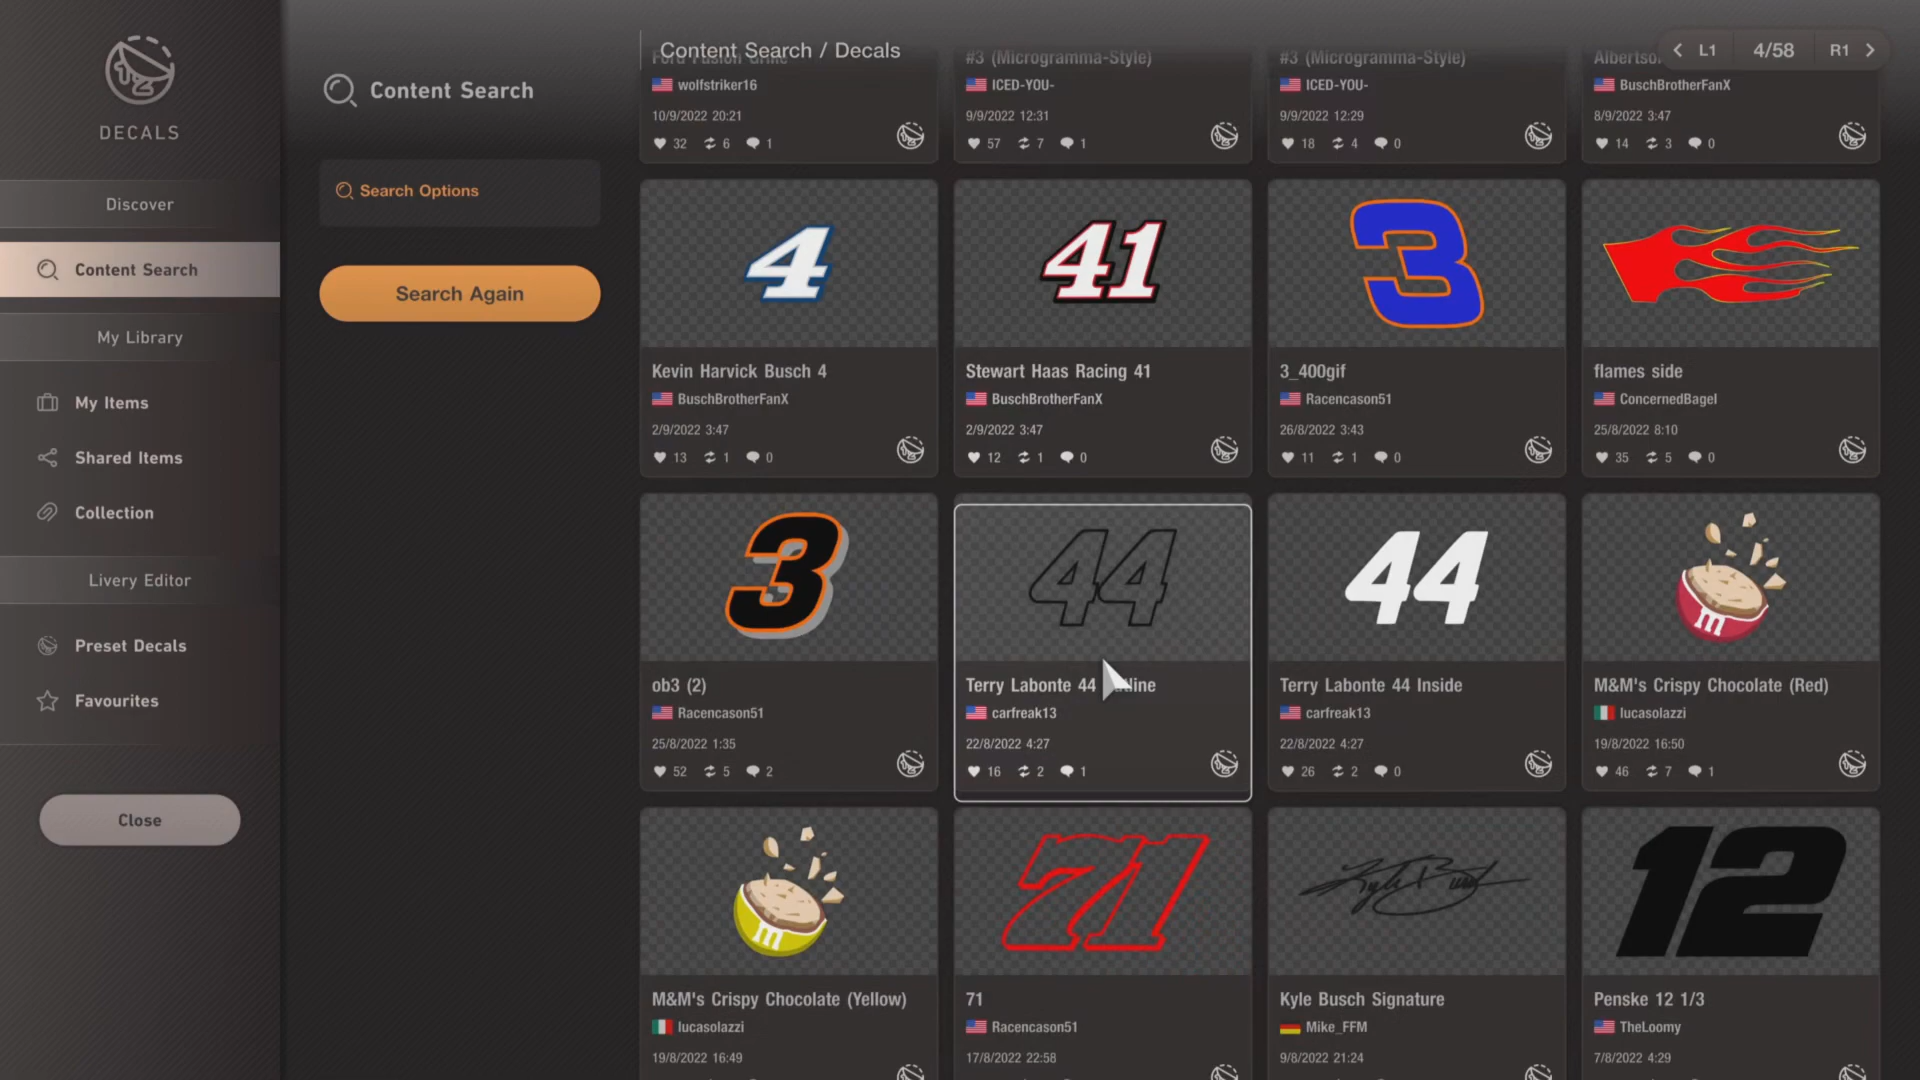 DECALS
Discover
Content Search
My Library
My Items
Shared Items
Collection
Livery Editor
Preset Decals
Favourites
Close
Content Search
Search Options
Search Again
Content Search / Decals
L1 4/58 R1
Ford Fusion Grille
wolfstriker16
10/9/2022 20:21
32 6 1
#3 (Microgramma-Style)
ICED-YOU-
9/9/2022 12:31
57 7 1
#3 (Microgramma-Style)
ICED-YOU-
9/9/2022 12:29
18 4 0
BuschBrotherFanX
8/9/2022 3:47
14 3 0
4
Kevin Harvick Busch 4
BuschBrotherFanX
2/9/2022 3:47
13 1 0
41
Stewart Haas Racing 41
BuschBrotherFanX
2/9/2022 3:47
12 1 0
3
3_400gif
Racencason51
26/8/2022 3:43
11 1 0
flames side
ConcernedBagel
25/8/2022 8:10
35 5 0
3
ob3 (2)
Racencason51
25/8/2022 1:35
52 5 2
44
Terry Labonte 44
carfreak13
22/8/2022 4:27
16 2 1
44
Terry Labonte 44 Inside
carfreak13
22/8/2022 4:27
26 2 0
m
M&M's Crispy Chocolate (Red)
lucasolazzi
19/8/2022 16:50
46 7 1
m
M&M's Crispy Chocolate (Yellow)
lucasolazzi
19/8/2022 16:49
71
71
Racencason51
17/8/2022 22:58
Kyle Busch Signature
Mike_FFM
9/8/2022 21:24
12
Penske 12 1/3
TheLoomy
7/8/2022 4:29